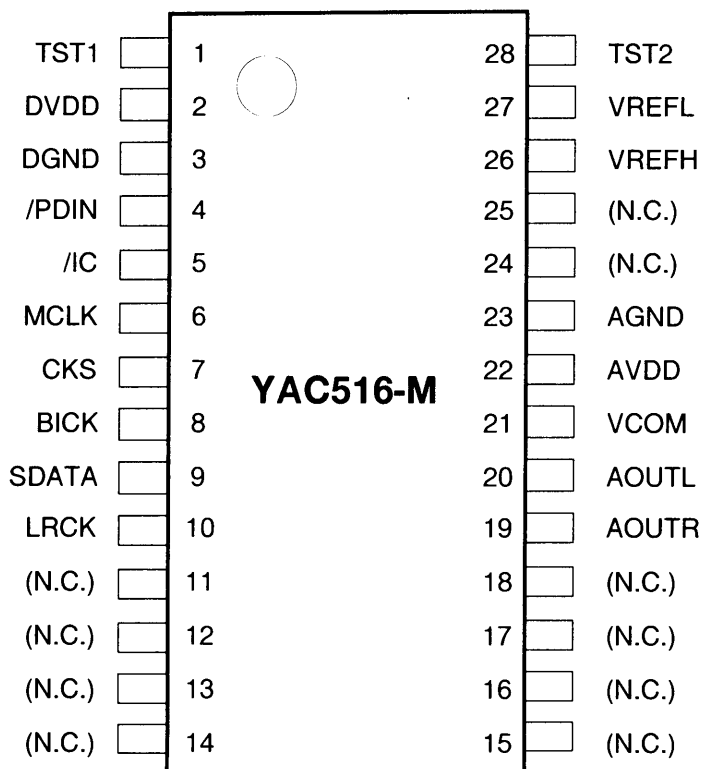 TST1 1 28 TST2
DVDD 2 27 VREFL
DGND 3 26 VREFH
/PDIN 4 25 (N.C.)
/IC 5 24 (N.C.)
MCLK 6 23 AGND
CKS 7 22 AVDD
YAC516-M
BICK 8 21 VCOM
SDATA 9 20 AOUTL
LRCK 10 19 AOUTR
(N.C.) 11 18 (N.C.)
(N.C.) 12 17 (N.C.)
(N.C.) 13 16 (N.C.)
(N.C.) 14 15 (N.C.)